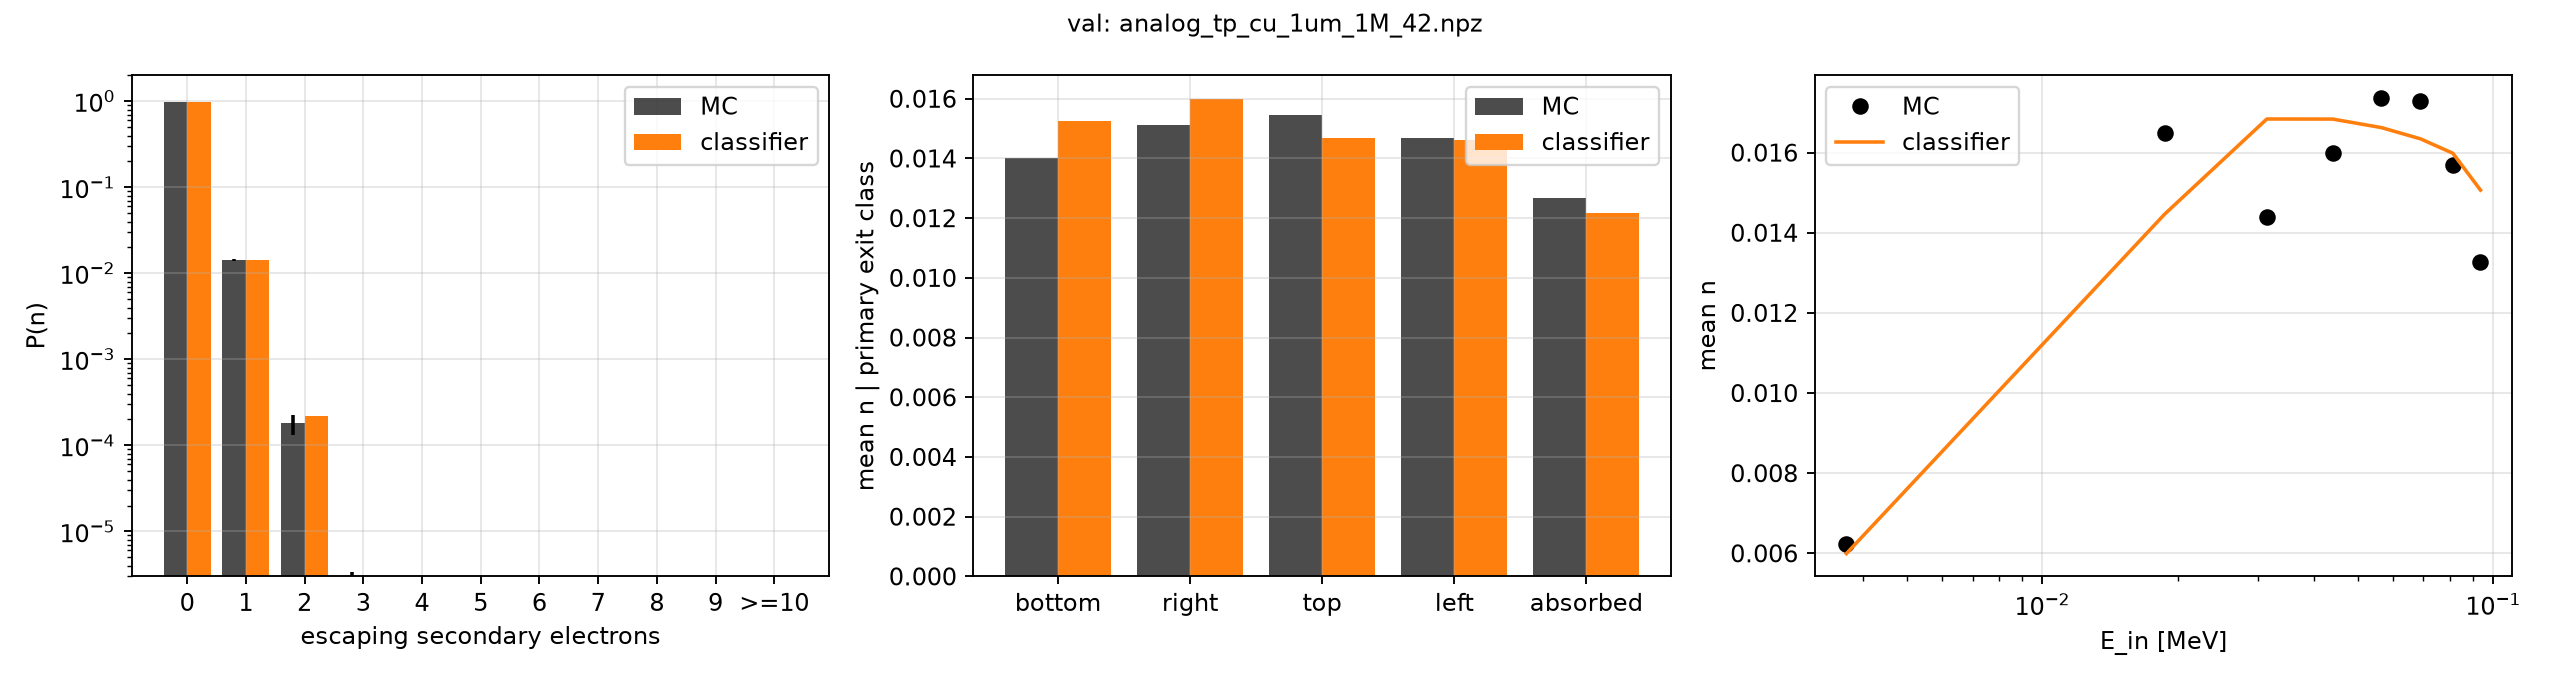 val: analog_tp_cu_1um_1M_42.npz
P(n)
10⁰
10⁻¹
10⁻²
10⁻³
10⁻⁴
10⁻⁵
MC
classifier
0 1 2 3 4 5 6 7 8 9 >=10
escaping secondary electrons
mean n | primary exit class
0.016
0.014
0.012
0.010
0.008
0.006
0.004
0.002
0.000
MC
classifier
bottom right top left absorbed
mean n
0.016
0.014
0.012
0.010
0.008
0.006
MC
classifier
10⁻² 10⁻¹
E_in [MeV]